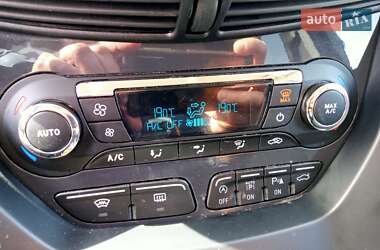 auto RIA
19.0°C 19.0°C
A/C OFF
MAX
AUTO
MAX A/C
A/C
OFF
ON
ON